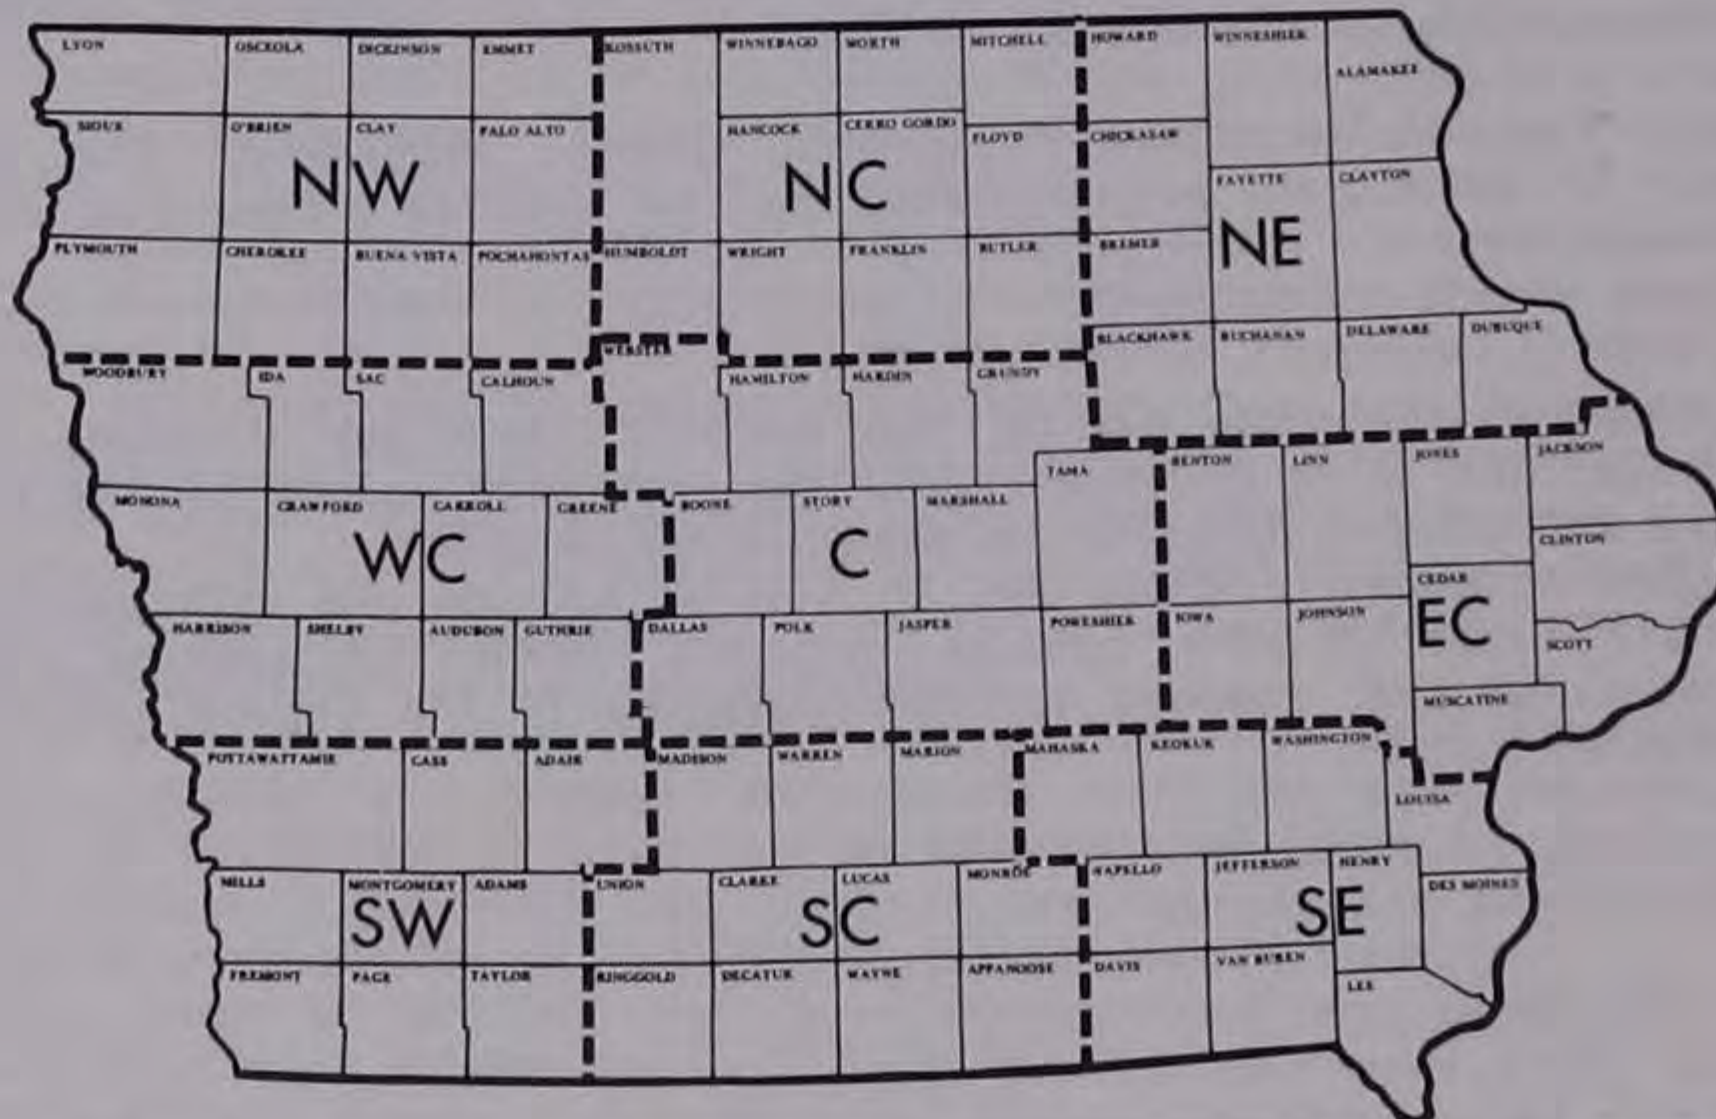 LYON OSCEOLA DICKINSON EMMET KOSSUTH WINNEBAGO WORTH MITCHELL HOWARD WINNESHIEK
ALAMAKEE
SIOUX O'BRIEN CLAY PALO ALTO HANCOCK CERRO GORDO FLOYD CHICKASAW
FAYETTE CLAYTON
NW NC NE
PLYMOUTH CHEROKEE BUENA VISTA POCHAHONTAS HUMBOLDT WRIGHT FRANKLIN BUTLER BREMER
BLACKHAWK BUCHANAN DELAWARE DUBUQUE
WEBSTER
WOODBURY IDA SAC CALHOUN HAMILTON HARDIN GRUNDY
TAMA BENTON LINN JONES JACKSON
MONONA CRAWFORD CARROLL GREENE BOONE STORY MARSHALL
CLINTON
WC C
CEDAR
EC
HARRISON SHELBY AUDUBON GUTHRIE DALLAS POLK JASPER POWESHIEK IOWA JOHNSON
SCOTT
MUSCATINE
POTTAWATTAMIE CASS ADAIR MADISON WARREN MARION MAHASKA KEOKUK WASHINGTON
LOUISA
MILLS MONTGOMERY ADAMS UNION CLARKE LUCAS MONROE WAPELLO JEFFERSON HENRY
DES MOINES
SW SC SE
FREMONT PAGE TAYLOR RINGGOLD DECATUR WAYNE APPANOOSE DAVIS VAN BUREN
LEE